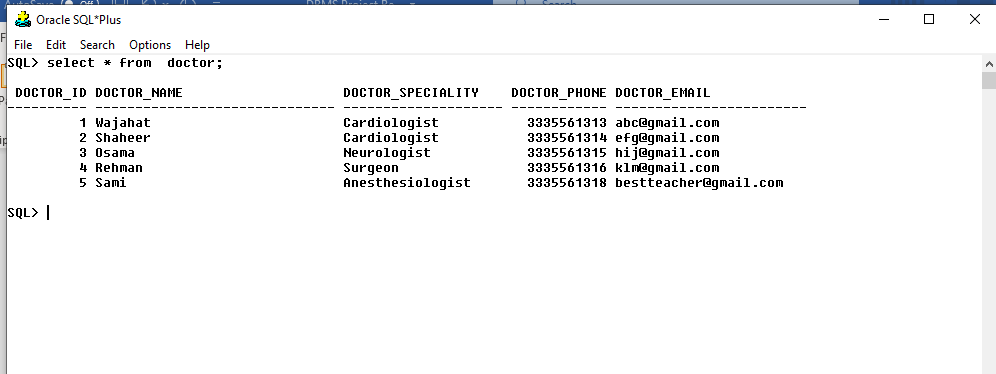 Oracle SQL*Plus
File Edit Search Options Help
SQL> select * from  doctor;
DOCTOR_ID DOCTOR_NAME DOCTOR_SPECIALITY DOCTOR_PHONE DOCTOR_EMAIL
---------- ------------------------------ -------------------- ------------ ------------------------
1 Wajahat Cardiologist 3335561313 abc@gmail.com
2 Shaheer Cardiologist 3335561314 efg@gmail.com
3 Osama Neurologist 3335561315 hij@gmail.com
4 Rehman Surgeon 3335561316 klm@gmail.com
5 Sami Anesthesiologist 3335561318 bestteacher@gmail.com
SQL>